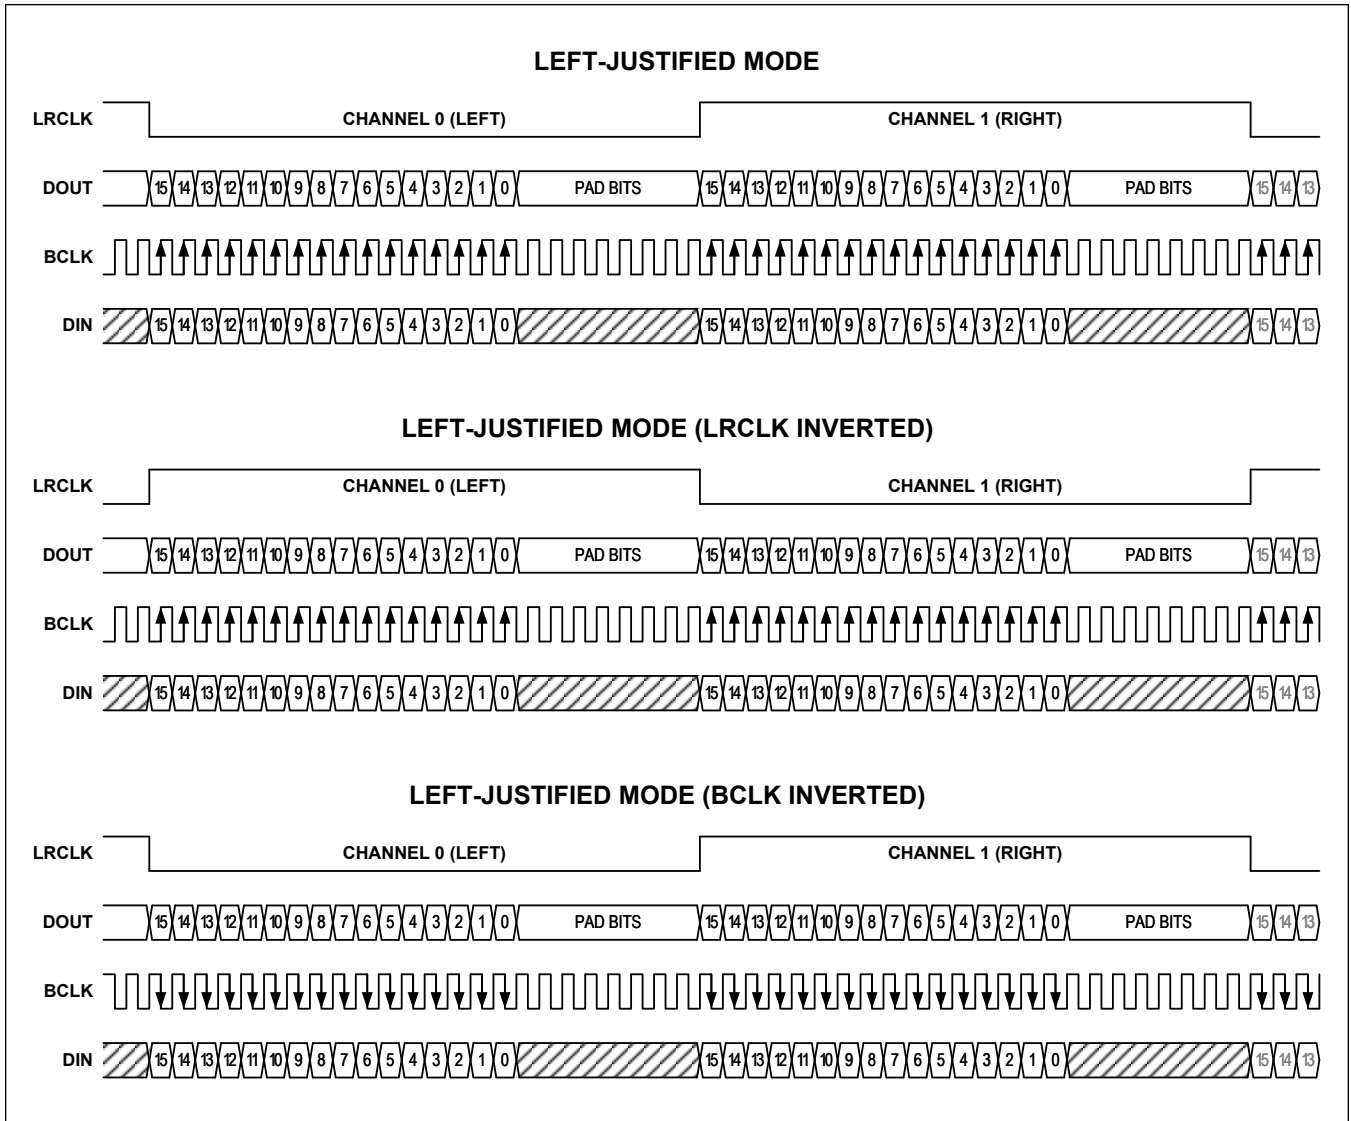 LEFT-JUSTIFIED MODE
LRCLK CHANNEL 0 (LEFT) CHANNEL 1 (RIGHT)
DOUT 15 14 13 12 11 10 9 8 7 6 5 4 3 2 1 0 PAD BITS 15 14 13 12 11 10 9 8 7 6 5 4 3 2 1 0 PAD BITS 15 14 13
BCLK
DIN 15 14 13 12 11 10 9 8 7 6 5 4 3 2 1 0 15 14 13 12 11 10 9 8 7 6 5 4 3 2 1 0 15 14 13
LEFT-JUSTIFIED MODE (LRCLK INVERTED)
LRCLK CHANNEL 0 (LEFT) CHANNEL 1 (RIGHT)
DOUT 15 14 13 12 11 10 9 8 7 6 5 4 3 2 1 0 PAD BITS 15 14 13 12 11 10 9 8 7 6 5 4 3 2 1 0 PAD BITS 15 14 13
BCLK
DIN 15 14 13 12 11 10 9 8 7 6 5 4 3 2 1 0 15 14 13 12 11 10 9 8 7 6 5 4 3 2 1 0 15 14 13
LEFT-JUSTIFIED MODE (BCLK INVERTED)
LRCLK CHANNEL 0 (LEFT) CHANNEL 1 (RIGHT)
DOUT 15 14 13 12 11 10 9 8 7 6 5 4 3 2 1 0 PAD BITS 15 14 13 12 11 10 9 8 7 6 5 4 3 2 1 0 PAD BITS 15 14 13
BCLK
DIN 15 14 13 12 11 10 9 8 7 6 5 4 3 2 1 0 15 14 13 12 11 10 9 8 7 6 5 4 3 2 1 0 15 14 13